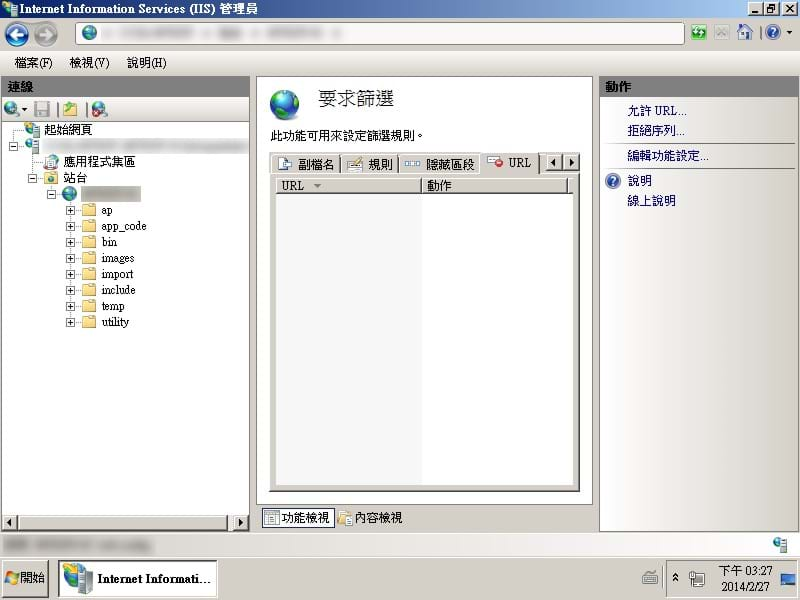 Internet Information Services (IIS) 管理員
檔案(F) 檢視(V) 說明(H)
連線
起始網頁
應用程式集區
站台
ap
app_code
bin
images
import
include
temp
utility
要求篩選
此功能可用來設定篩選規則。
副檔名 規則 隱藏區段 URL
URL 動作
功能檢視 內容檢視
動作
允許 URL...
拒絕序列...
編輯功能設定...
說明
線上說明
開始 Internet Informati... 下午 03:27
2014/2/27